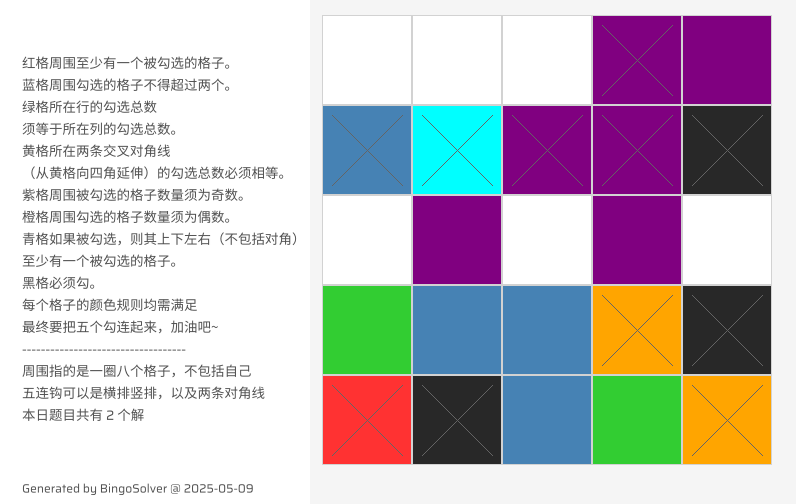 红格周围至少有一个被勾选的格子。
蓝格周围勾选的格子不得超过两个。
绿格所在行的勾选总数
须等于所在列的勾选总数。
黄格所在两条交叉对角线
（从黄格向四角延伸）的勾选总数必须相等。
紫格周围被勾选的格子数量须为奇数。
橙格周围勾选的格子数量须为偶数。
青格如果被勾选，则其上下左右（不包括对角）
至少有一个被勾选的格子。
黑格必须勾。
每个格子的颜色规则均需满足
最终要把五个勾连起来，加油吧~
----------------------------------
周围指的是一圈八个格子，不包括自己
五连钩可以是横排竖排，以及两条对角线
本日题目共有 2 个解
Generated by BingoSolver @ 2025-05-09